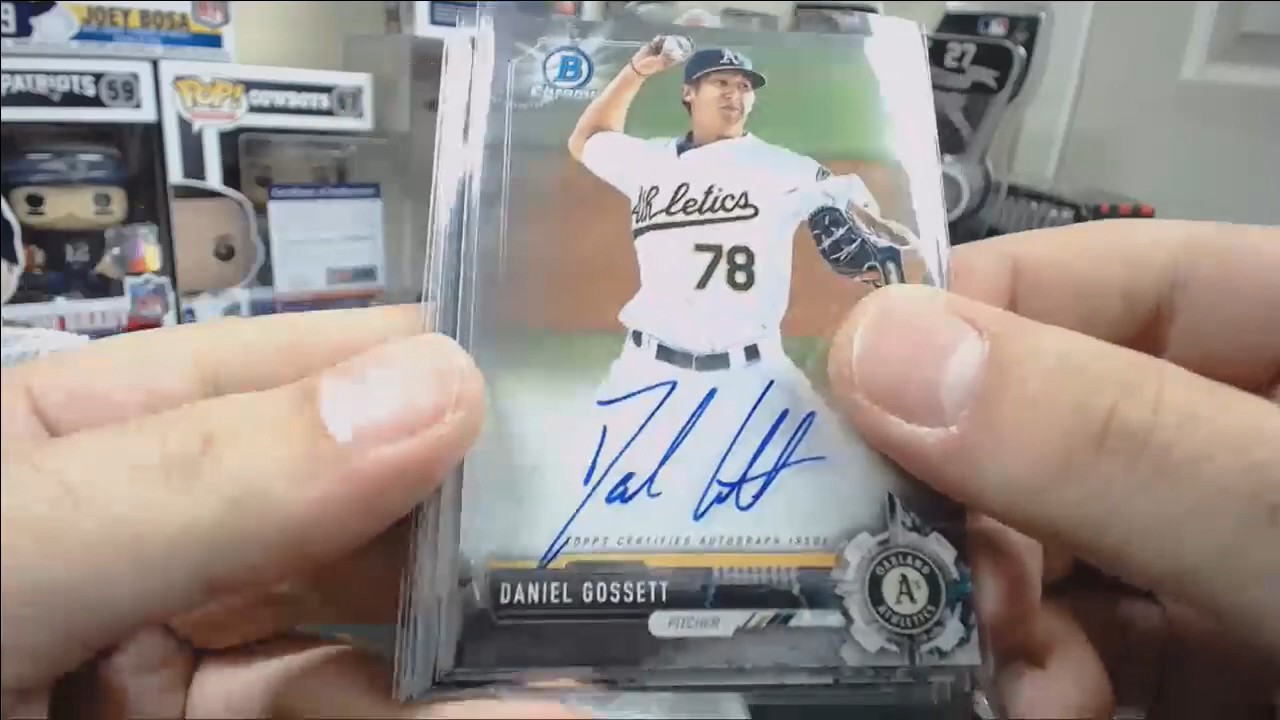 JOEY BOSA
PATRIOTS 59
POP! COWBOYS
27
B
Chrome
A's
Athletics
78
TOPPS CERTIFIED AUTOGRAPH ISSUE
DANIEL GOSSETT
PITCHER
OAKLAND
A's
ATHLETICS